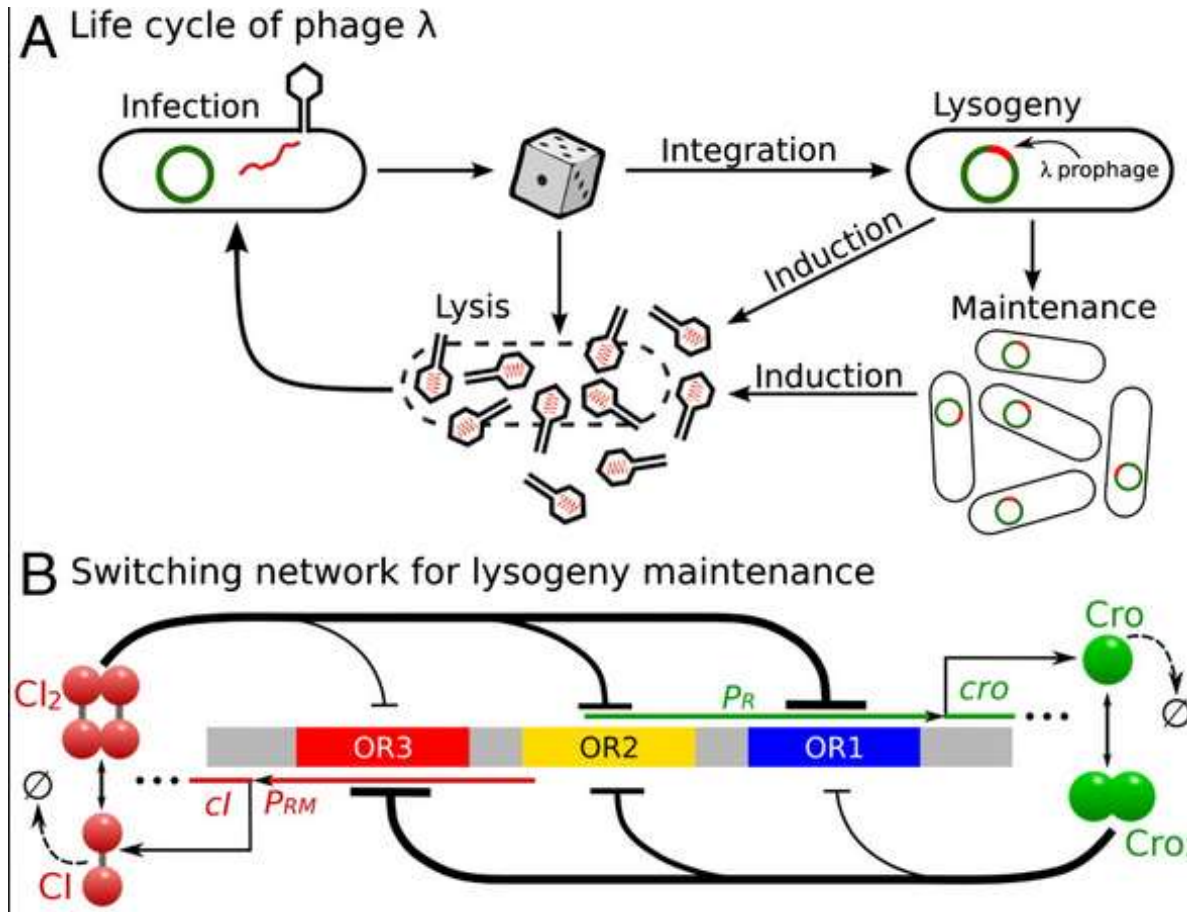 A Life cycle of phage λ
Infection
Integration
Lysogeny
λ prophage
Induction
Lysis
Maintenance
Induction
B Switching network for lysogeny maintenance
Cro
CI₂
PR
cro
...
∅
OR3
OR2
OR1
∅
...
cI
PRM
CI
Cro₂